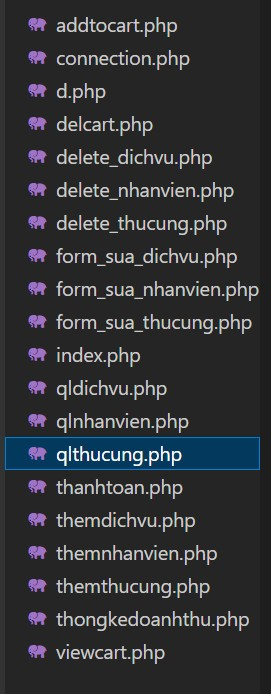 addtocart.php
connection.php
d.php
delcart.php
delete_dichvu.php
delete_nhanvien.php
delete_thucung.php
form_sua_dichvu.php
form_sua_nhanvien.php
form_sua_thucung.php
index.php
qldichvu.php
qlnhanvien.php
qlthucung.php
thanhtoan.php
themdichvu.php
themnhanvien.php
themthucung.php
thongkedoanhthu.php
viewcart.php